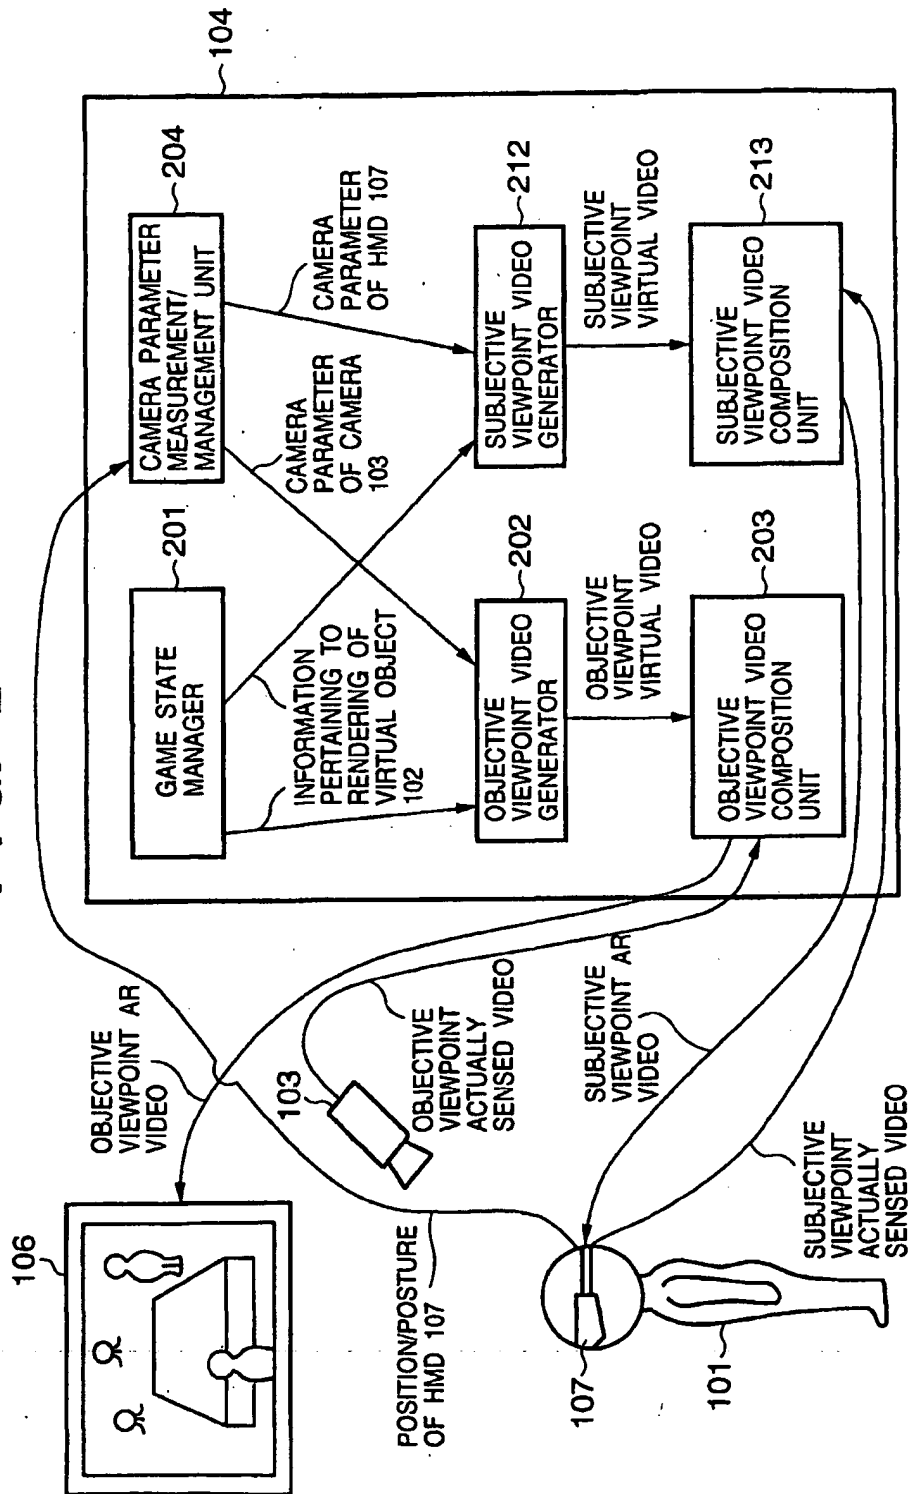 104
CAMERA PARAMETER
MEASUREMENT/
MANAGEMENT UNIT
204
GAME STATE
MANAGER
201
CAMERA
PARAMETER
OF HMD 107
CAMERA
PARAMETER
OF CAMERA
103
INFORMATION
PERTAINING TO
RENDERING OF
VIRTUAL OBJECT
102
SUBJECTIVE
VIEWPOINT VIDEO
GENERATOR
212
OBJECTIVE
VIEWPOINT VIDEO
GENERATOR
202
SUBJECTIVE
VIEWPOINT
VIRTUAL VIDEO
OBJECTIVE
VIEWPOINT
VIRTUAL VIDEO
SUBJECTIVE
VIEWPOINT VIDEO
COMPOSITION
UNIT
213
OBJECTIVE
VIEWPOINT VIDEO
COMPOSITION
UNIT
203
106
OBJECTIVE
VIEWPOINT AR
VIDEO
103
OBJECTIVE
VIEWPOINT
ACTUALLY
SENSED VIDEO
POSITION/POSTURE
OF HMD 107
SUBJECTIVE
VIEWPOINT AR
VIDEO
107
101
SUBJECTIVE
VIEWPOINT
ACTUALLY
SENSED VIDEO